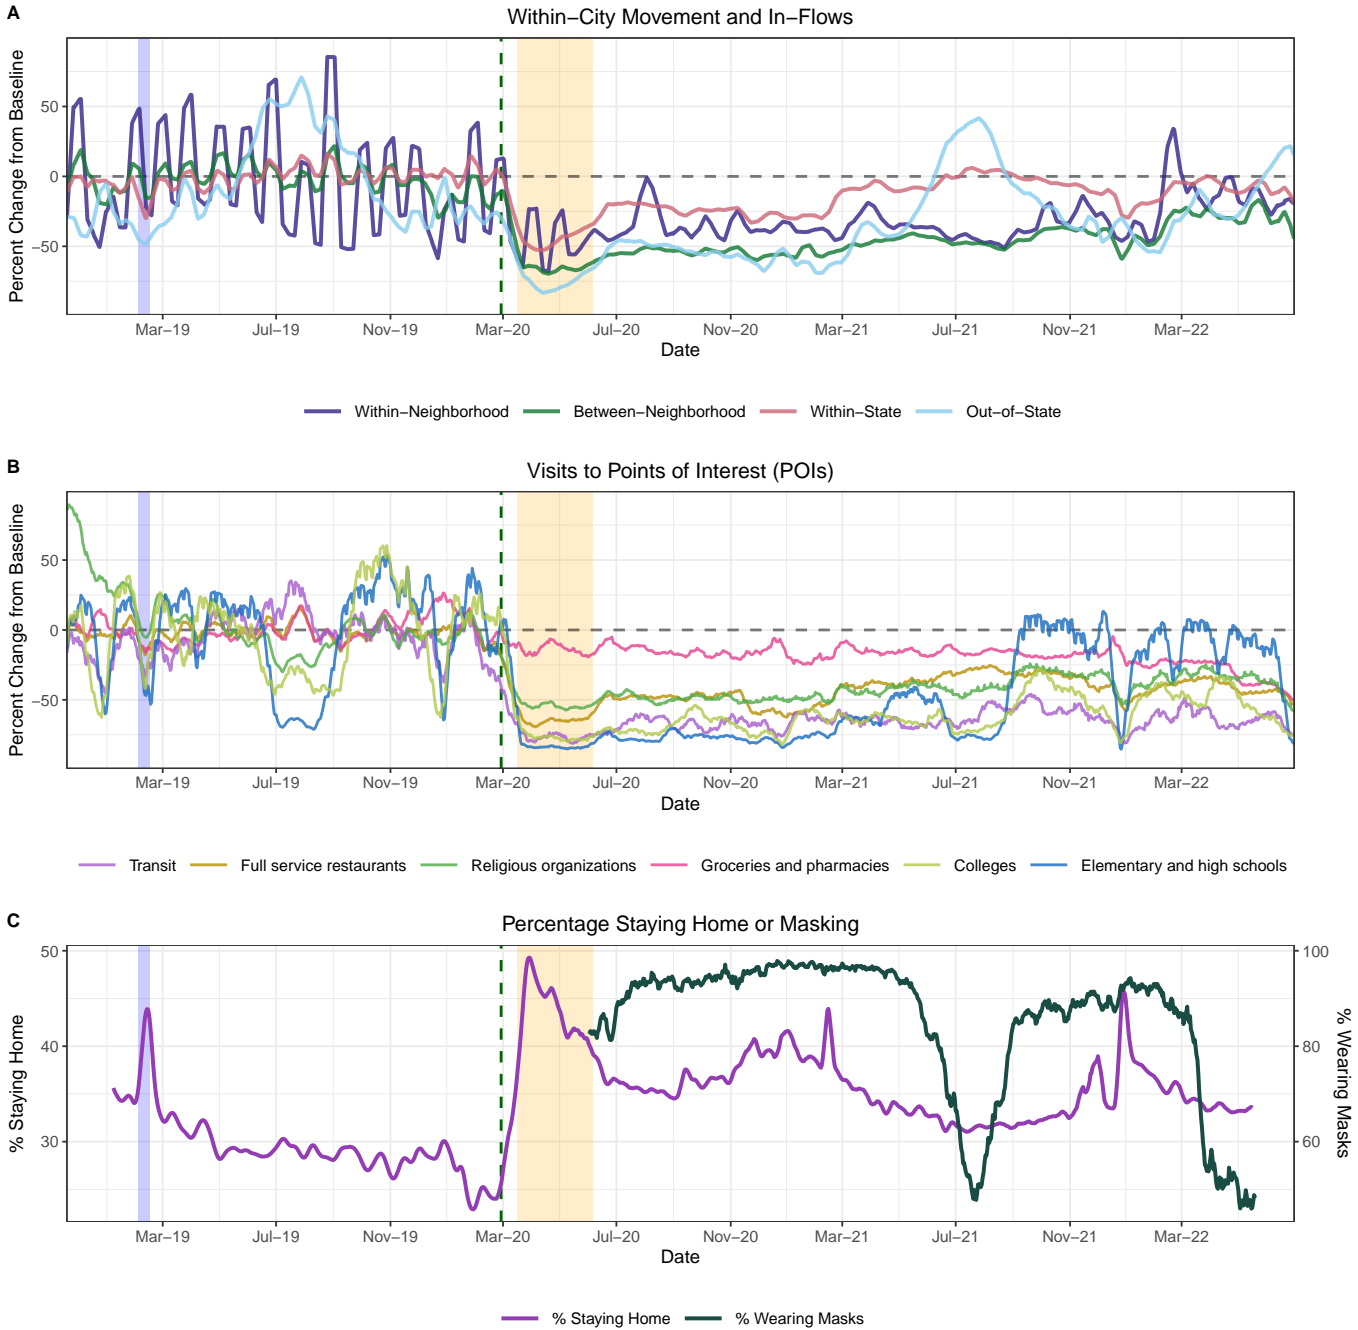 A
Within−City Movement and In−Flows
Percent Change from Baseline
50
0
−50
Mar−19 Jul−19 Nov−19 Mar−20 Jul−20 Nov−20 Mar−21 Jul−21 Nov−21 Mar−22
Date
Within−Neighborhood Between−Neighborhood Within−State Out−of−State
B
Visits to Points of Interest (POIs)
Percent Change from Baseline
50
0
−50
Mar−19 Jul−19 Nov−19 Mar−20 Jul−20 Nov−20 Mar−21 Jul−21 Nov−21 Mar−22
Date
Transit Full service restaurants Religious organizations Groceries and pharmacies Colleges Elementary and high schools
C
Percentage Staying Home or Masking
% Staying Home
50
40
30
100
80
60
% Wearing Masks
Mar−19 Jul−19 Nov−19 Mar−20 Jul−20 Nov−20 Mar−21 Jul−21 Nov−21 Mar−22
Date
% Staying Home % Wearing Masks